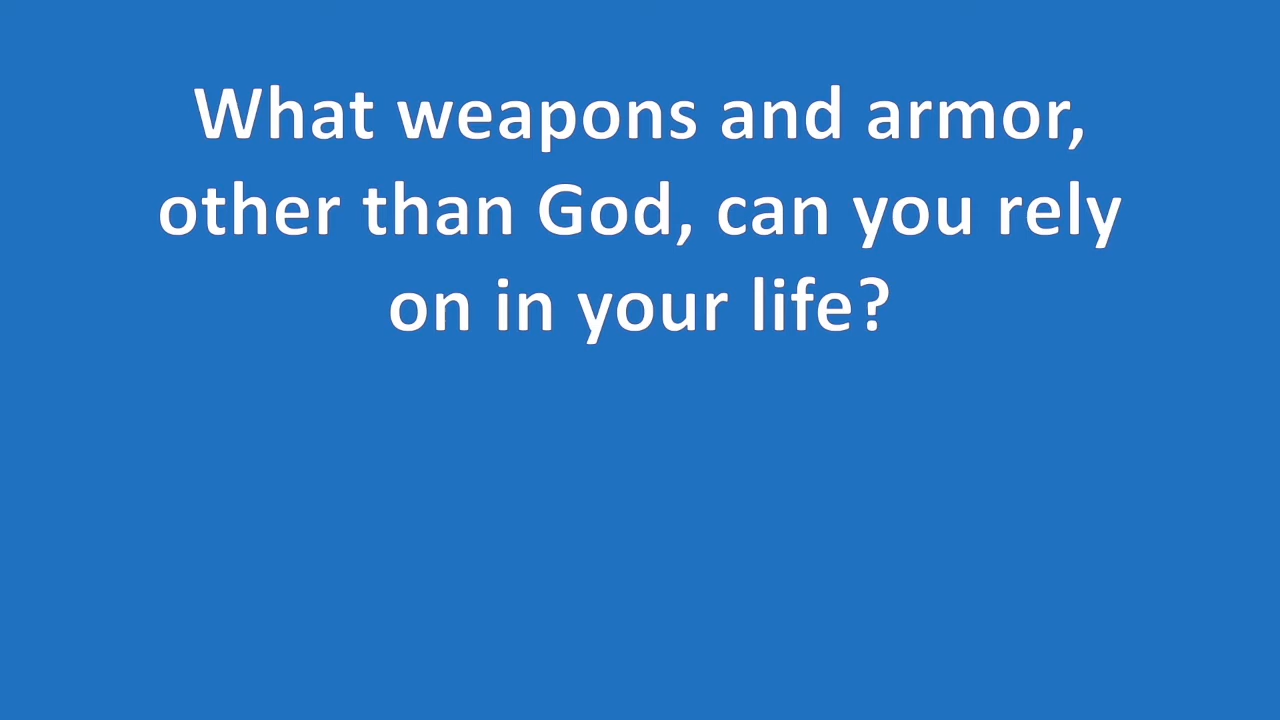 What weapons and armor,
other than God, can you rely
on in your life?